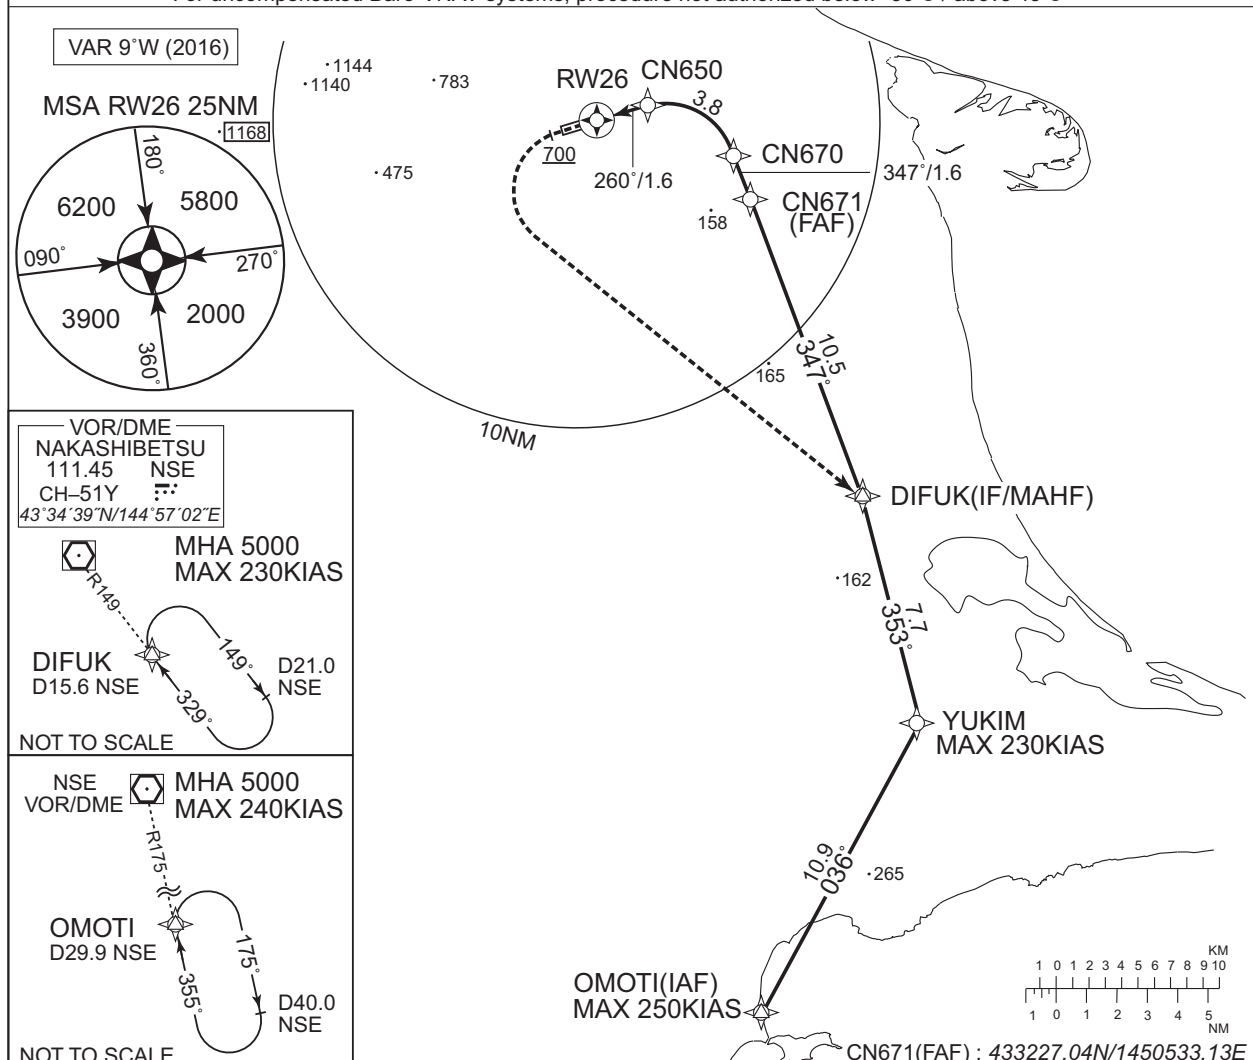 VAR 9°W (2016)
MSA RW26 25NM
1168
180°
6200
5800
090°
270°
3900
2000
360°
1144
1140
783
475
RW26
CN650
3.8
700
260°/1.6
CN670
347°/1.6
CN671
(FAF)
158
10.5
347°
165
10NM
DIFUK(IF/MAHF)
162
7.7
353°
YUKIM
MAX 230KIAS
10.9
036°
265
OMOTI(IAF)
MAX 250KIAS
VOR/DME
NAKASHIBETSU
111.45 NSE
CH–51Y
43°34′39″N/144°57′02″E
MHA 5000
MAX 230KIAS
R149
DIFUK
D15.6 NSE
149°
329°
D21.0
NSE
NOT TO SCALE
NSE
VOR/DME
MHA 5000
MAX 240KIAS
R175
OMOTI
D29.9 NSE
175°
355°
D40.0
NSE
NOT TO SCALE
KM
1 0 1 2 3 4 5 6 7 8 9 10
1 0 1 2 3 4 5
NM
CN671(FAF) : 433227.04N/1450533.13E